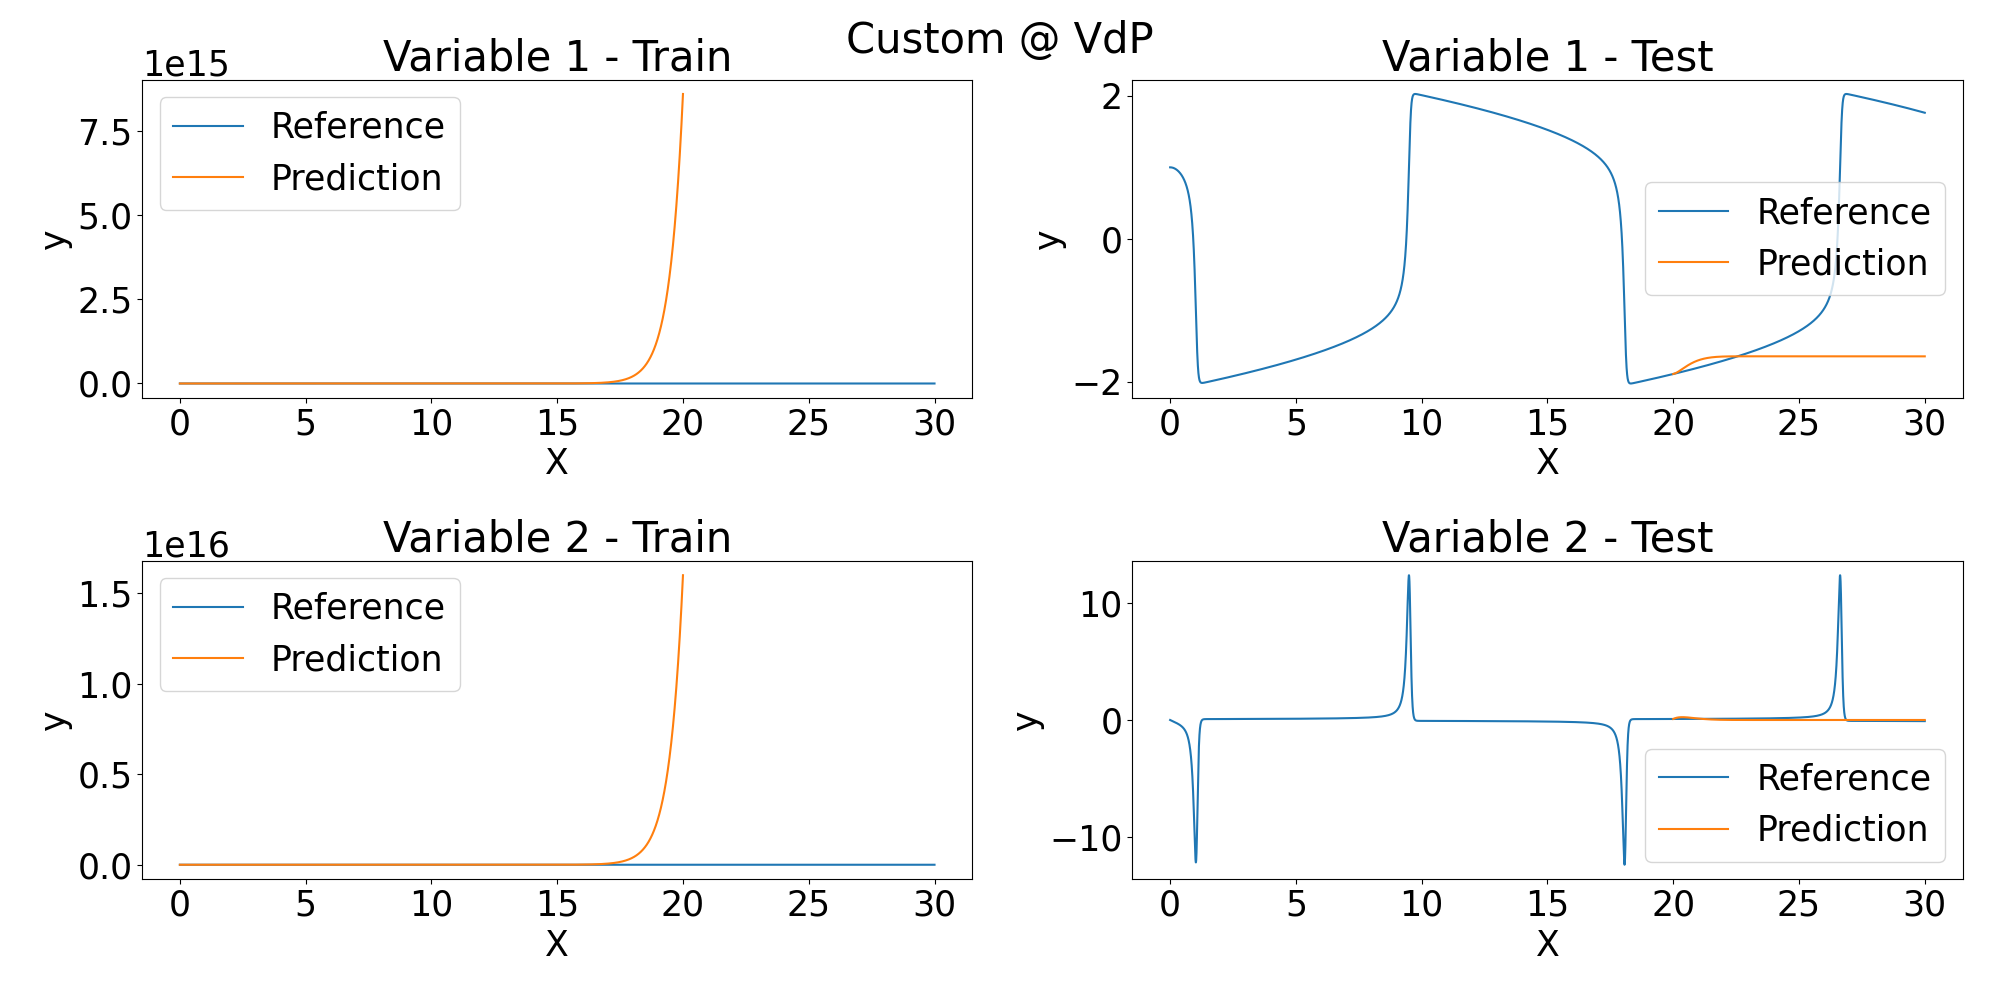 Custom @ VdP
Variable 1 - Train
1e15
7.5
5.0
2.5
0.0
y
Reference
Prediction
0 5 10 15 20 25 30
X
Variable 1 - Test
2
0
−2
y
Reference
Prediction
0 5 10 15 20 25 30
X
Variable 2 - Train
1e16
1.5
1.0
0.5
0.0
y
Reference
Prediction
0 5 10 15 20 25 30
X
Variable 2 - Test
10
0
−10
y
Reference
Prediction
0 5 10 15 20 25 30
X